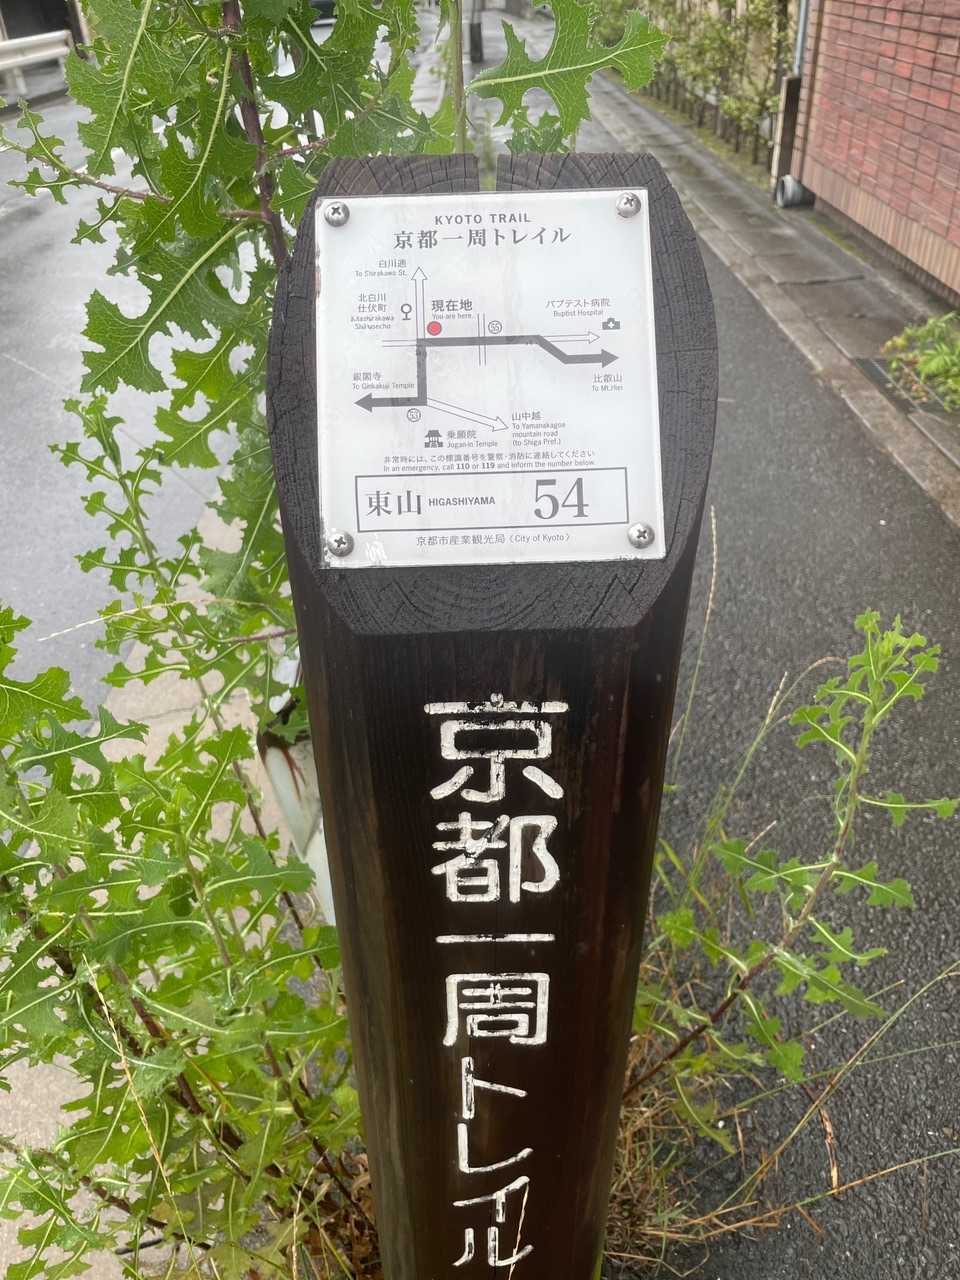 KYOTO TRAIL
京都一周トレイル
白川通
To Shirakawa St.
北白川
仕伏町
Kitashirakawa
Shibusecho
現在地
You are here.
55
バプテスト病院
Baptist Hospital
銀閣寺
To Ginkakuji Temple
比叡山
To Mt.Hiei
53
乗願院
Jogan-in Temple
山中越
To Yamanakagoe
mountain road
(to Shiga Pref.)
非常時には、この標識番号を警察・消防に連絡してください
In an emergency, call 110 or 119 and inform the number below.
東山 HIGASHIYAMA 54
京都市産業観光局〈City of Kyoto〉
京都一周トレイル